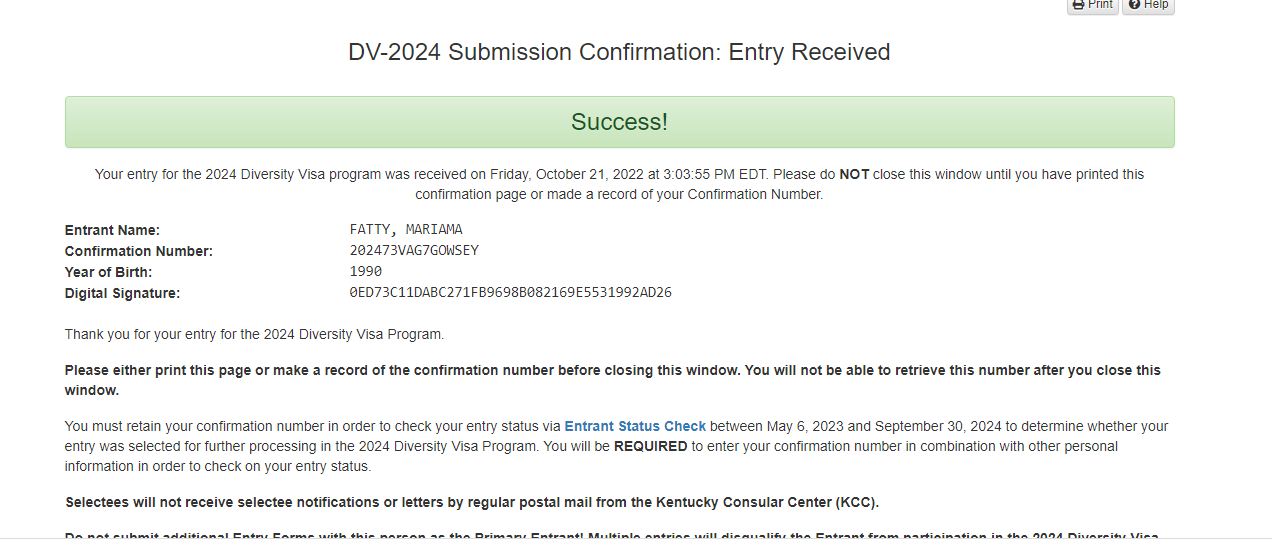 Print Help
DV-2024 Submission Confirmation: Entry Received
Success!
Your entry for the 2024 Diversity Visa program was received on Friday, October 21, 2022 at 3:03:55 PM EDT. Please do NOT close this window until you have printed this
confirmation page or made a record of your Confirmation Number.
Entrant Name: FATTY, MARIAMA
Confirmation Number: 202473VAG7GOWSEY
Year of Birth: 1990
Digital Signature: 0ED73C11DABC271FB9698B082169E5531992AD26
Thank you for your entry for the 2024 Diversity Visa Program.
Please either print this page or make a record of the confirmation number before closing this window. You will not be able to retrieve this number after you close this
window.
You must retain your confirmation number in order to check your entry status via Entrant Status Check between May 6, 2023 and September 30, 2024 to determine whether your
entry was selected for further processing in the 2024 Diversity Visa Program. You will be REQUIRED to enter your confirmation number in combination with other personal
information in order to check on your entry status.
Selectees will not receive selectee notifications or letters by regular postal mail from the Kentucky Consular Center (KCC).
Do not submit additional Entry Forms with this person as the Primary Entrant! Multiple entries will disqualify the Entrant from participation in the 2024 Diversity Visa